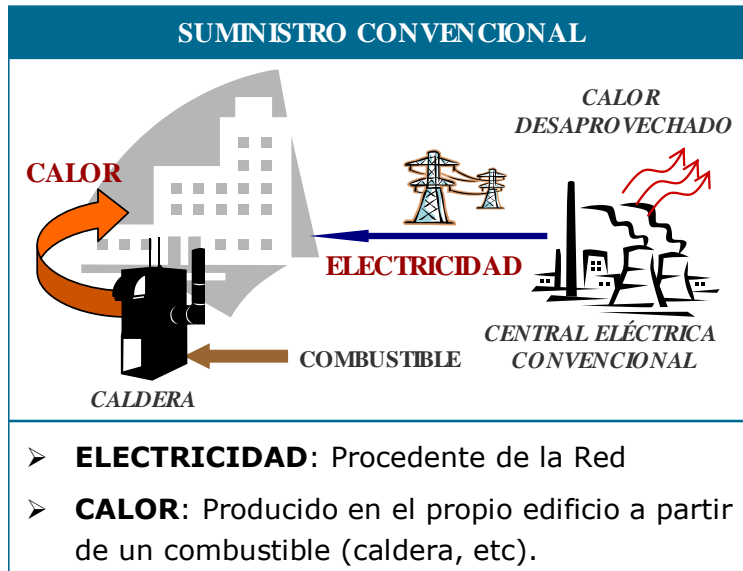 SUMINISTRO CONVENCIONAL
CALOR
DESAPROVECHADO
CALOR
ELECTRICIDAD
CENTRAL ELÉCTRICA
CONVENCIONAL
COMBUSTIBLE
CALDERA
➢ ELECTRICIDAD: Procedente de la Red
➢ CALOR: Producido en el propio edificio a partir
de un combustible (caldera, etc).